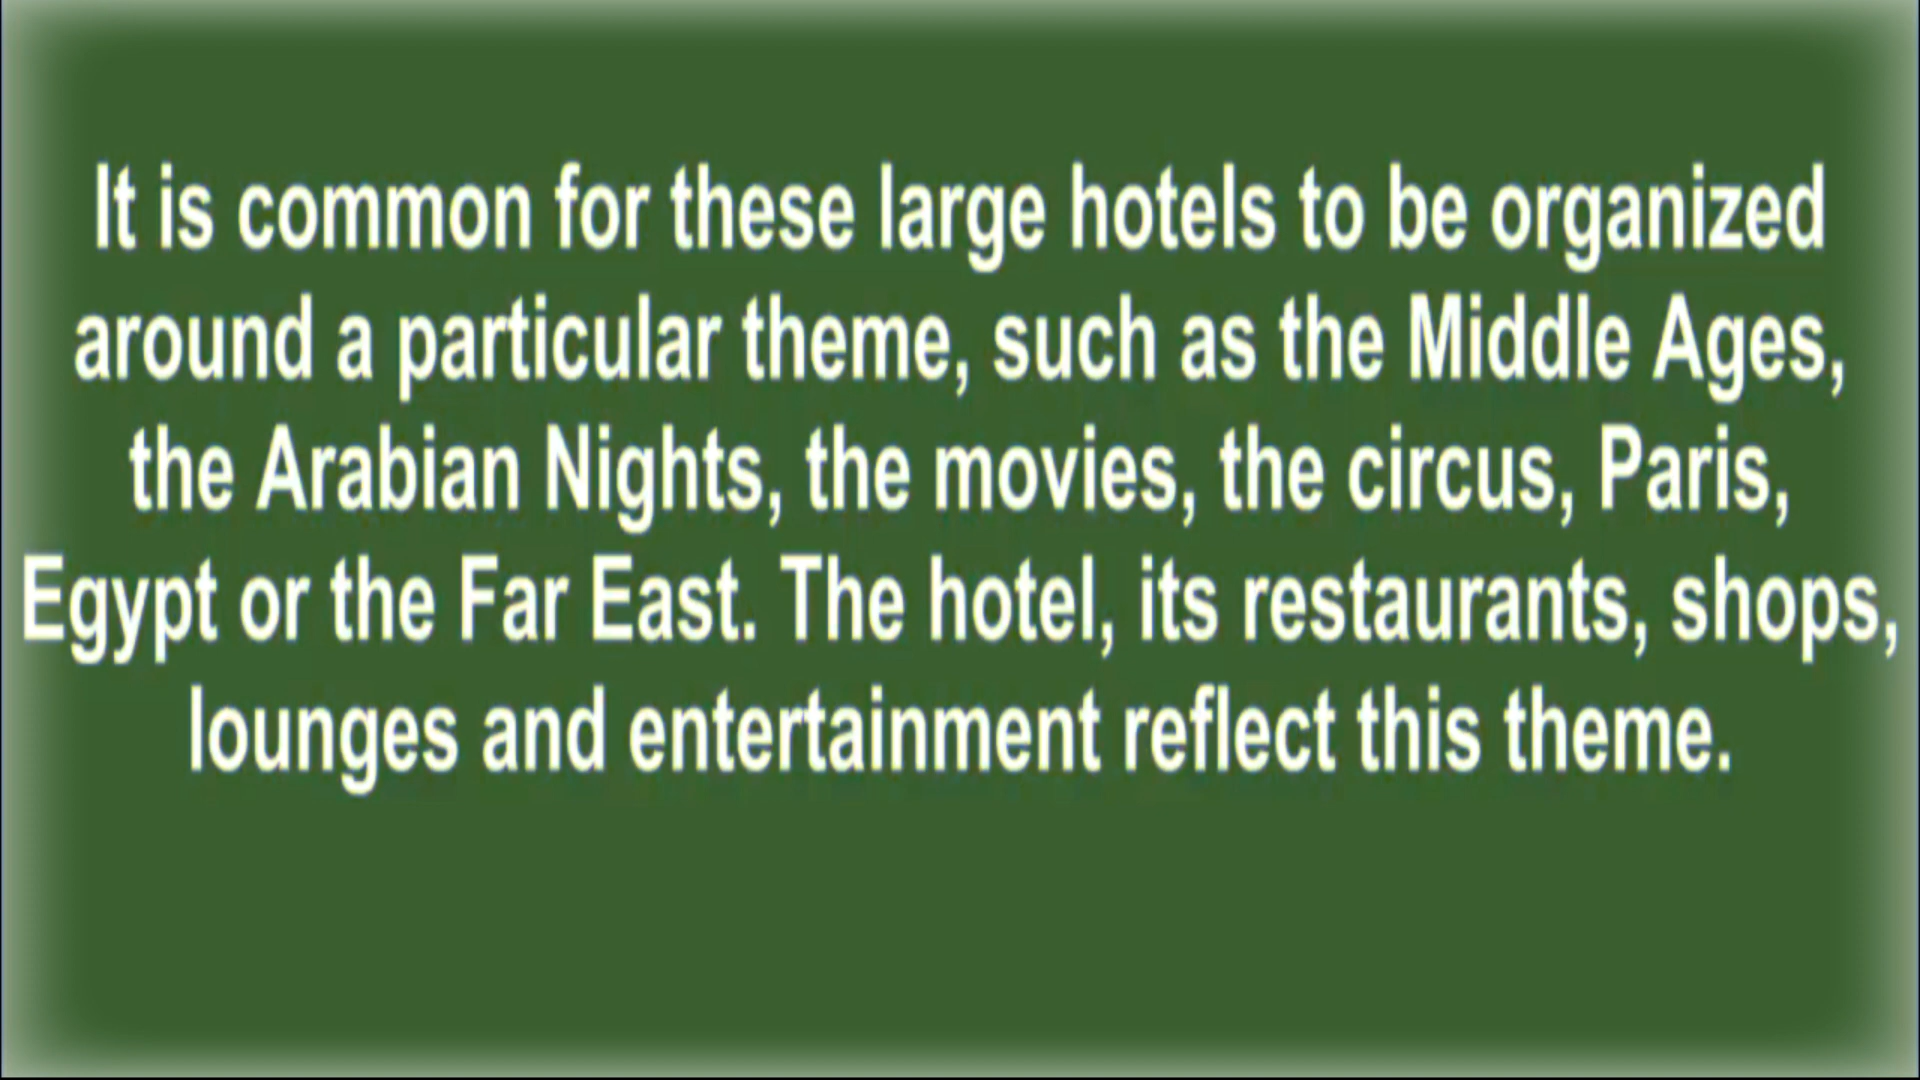 It is common for these large hotels to be organized
around a particular theme, such as the Middle Ages,
the Arabian Nights, the movies, the circus, Paris,
Egypt or the Far East. The hotel, its restaurants, shops,
lounges and entertainment reflect this theme.